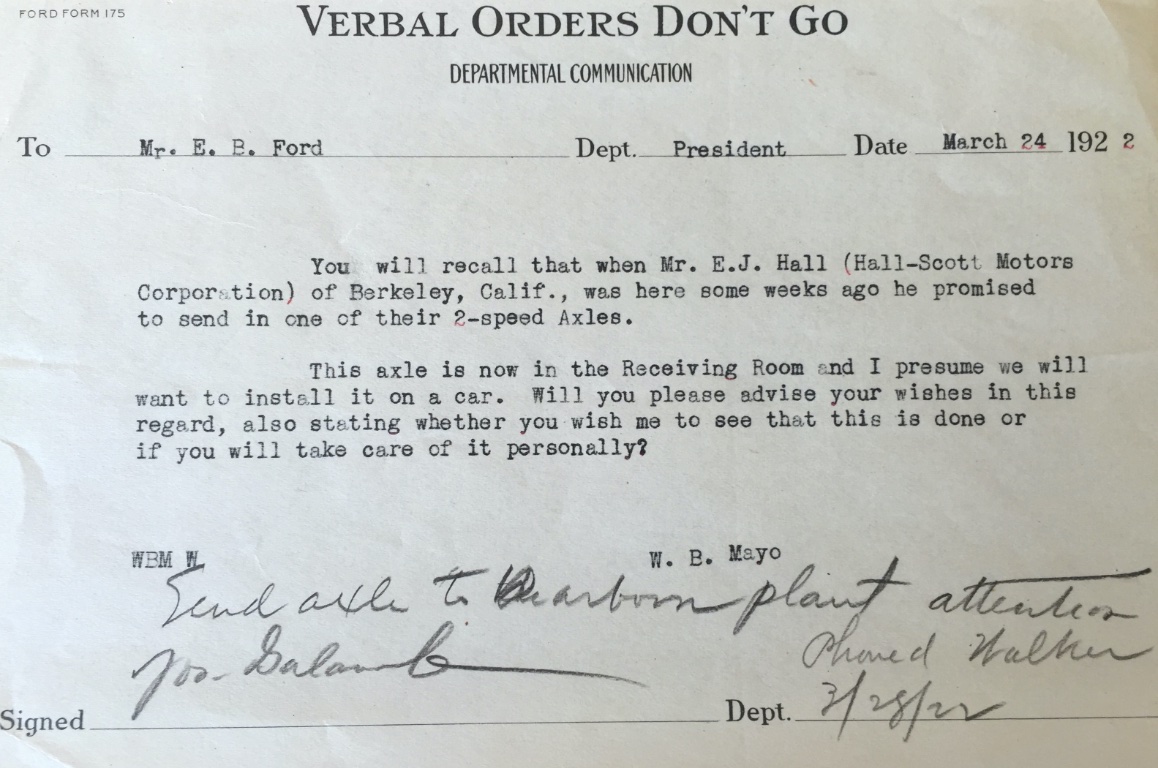 FORD FORM 175
VERBAL ORDERS DON'T GO
DEPARTMENTAL COMMUNICATION
To Mr. E. B. Ford Dept. President Date March 24 1922
You will recall that when Mr. E.J. Hall (Hall-Scott Motors
Corporation) of Berkeley, Calif., was here some weeks ago he promised
to send in one of their 2-speed Axles.
This axle is now in the Receiving Room and I presume we will
want to install it on a car. Will you please advise your wishes in this
regard, also stating whether you wish me to see that this is done or
if you will take care of it personally?
WBM W W. B. Mayo
Send axle to Dearborn plant attention
Jos. Galamb
Phoned Walker
Signed Dept. 3/28/22